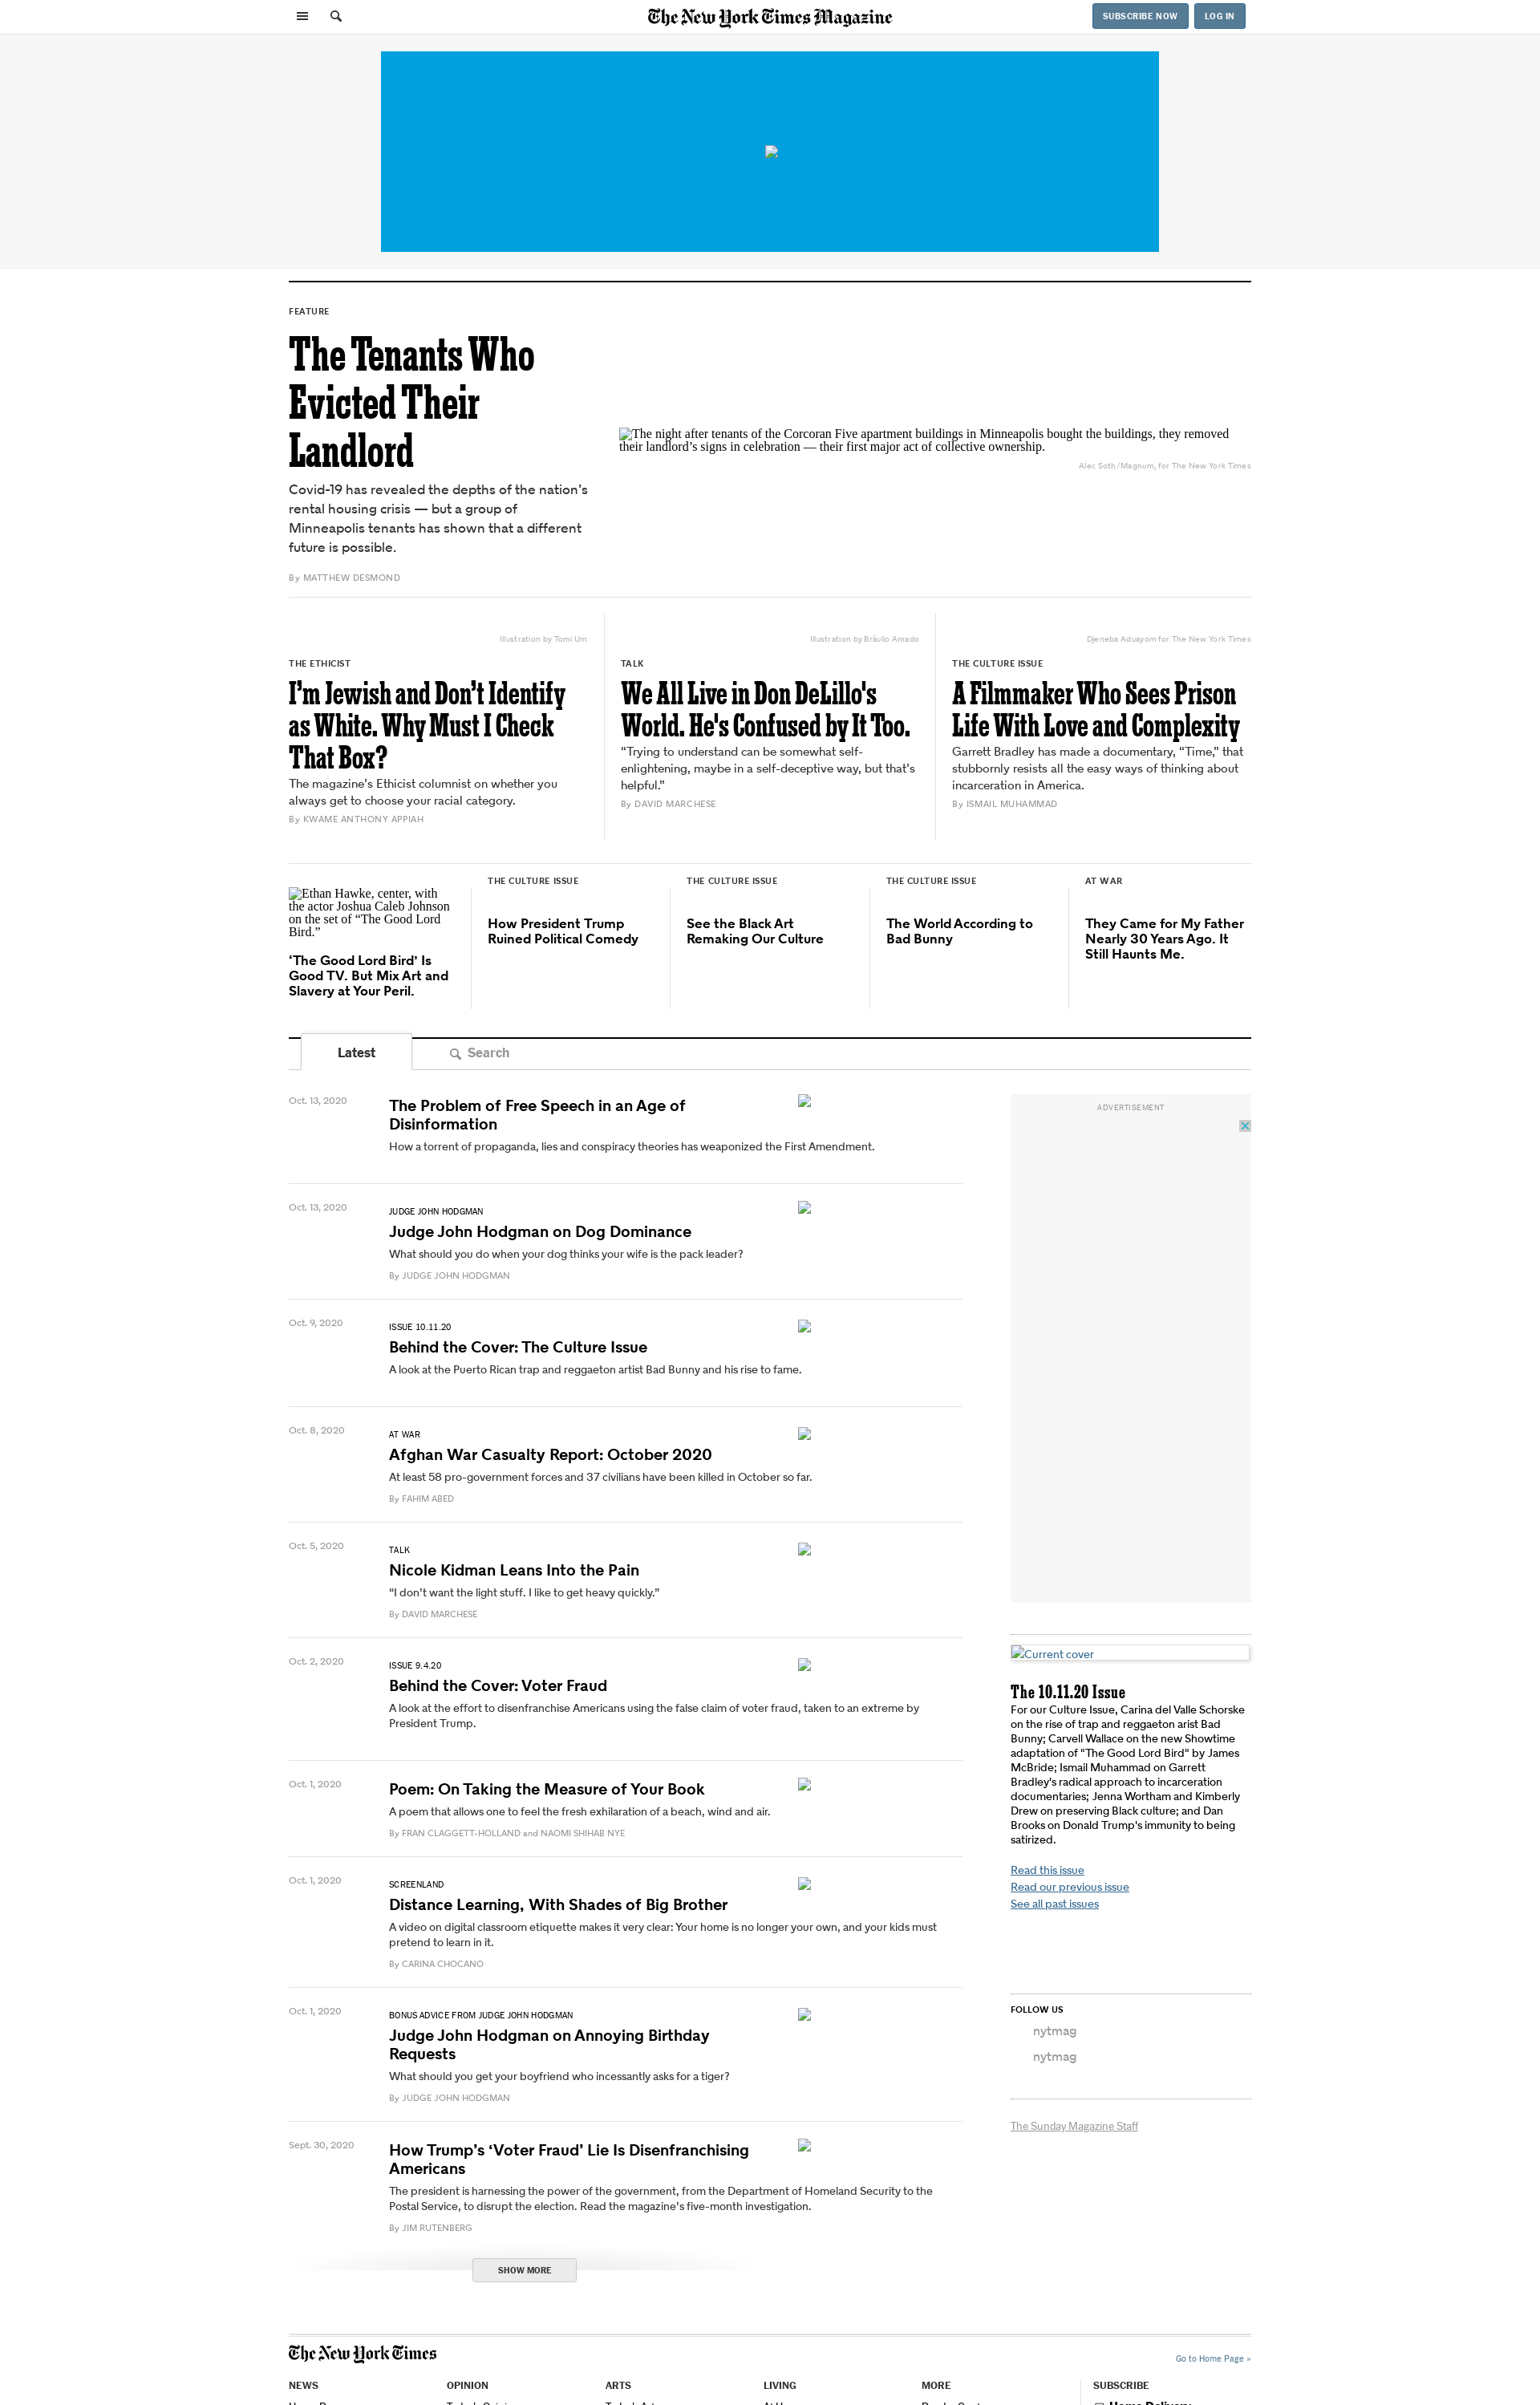 The New York Times Magazine
SUBSCRIBE NOW
LOG IN
FEATURE
The Tenants Who
Evicted Their
Landlord
Covid-19 has revealed the depths of the nation’s
rental housing crisis — but a group of
Minneapolis tenants has shown that a different
future is possible.
By MATTHEW DESMOND
The night after tenants of the Corcoran Five apartment buildings in Minneapolis bought the buildings, they removed
their landlord’s signs in celebration — their first major act of collective ownership.
Alec Soth/Magnum, for The New York Times
Illustration by Tomi Um
THE ETHICIST
I’m Jewish and Don’t Identify
as White. Why Must I Check
That Box?
The magazine’s Ethicist columnist on whether you
always get to choose your racial category.
By KWAME ANTHONY APPIAH
Illustration by Bráulio Amado
TALK
We All Live in Don DeLillo's
World. He's Confused by It Too.
“Trying to understand can be somewhat self-
enlightening, maybe in a self-deceptive way, but that’s
helpful.”
By DAVID MARCHESE
Djeneba Aduayom for The New York Times
THE CULTURE ISSUE
A Filmmaker Who Sees Prison
Life With Love and Complexity
Garrett Bradley has made a documentary, “Time,” that
stubbornly resists all the easy ways of thinking about
incarceration in America.
By ISMAIL MUHAMMAD
Ethan Hawke, center, with
the actor Joshua Caleb Johnson
on the set of “The Good Lord
Bird.”
‘The Good Lord Bird’ Is
Good TV. But Mix Art and
Slavery at Your Peril.
THE CULTURE ISSUE
How President Trump
Ruined Political Comedy
THE CULTURE ISSUE
See the Black Art
Remaking Our Culture
THE CULTURE ISSUE
The World According to
Bad Bunny
AT WAR
They Came for My Father
Nearly 30 Years Ago. It
Still Haunts Me.
Latest
Search
Oct. 13, 2020
The Problem of Free Speech in an Age of
Disinformation
How a torrent of propaganda, lies and conspiracy theories has weaponized the First Amendment.
Oct. 13, 2020
JUDGE JOHN HODGMAN
Judge John Hodgman on Dog Dominance
What should you do when your dog thinks your wife is the pack leader?
By JUDGE JOHN HODGMAN
Oct. 9, 2020
ISSUE 10.11.20
Behind the Cover: The Culture Issue
A look at the Puerto Rican trap and reggaeton artist Bad Bunny and his rise to fame.
Oct. 8, 2020
AT WAR
Afghan War Casualty Report: October 2020
At least 58 pro-government forces and 37 civilians have been killed in October so far.
By FAHIM ABED
Oct. 5, 2020
TALK
Nicole Kidman Leans Into the Pain
“I don’t want the light stuff. I like to get heavy quickly.”
By DAVID MARCHESE
Oct. 2, 2020
ISSUE 9.4.20
Behind the Cover: Voter Fraud
A look at the effort to disenfranchise Americans using the false claim of voter fraud, taken to an extreme by
President Trump.
Oct. 1, 2020
Poem: On Taking the Measure of Your Book
A poem that allows one to feel the fresh exhilaration of a beach, wind and air.
By FRAN CLAGGETT-HOLLAND and NAOMI SHIHAB NYE
Oct. 1, 2020
SCREENLAND
Distance Learning, With Shades of Big Brother
A video on digital classroom etiquette makes it very clear: Your home is no longer your own, and your kids must
pretend to learn in it.
By CARINA CHOCANO
Oct. 1, 2020
BONUS ADVICE FROM JUDGE JOHN HODGMAN
Judge John Hodgman on Annoying Birthday
Requests
What should you get your boyfriend who incessantly asks for a tiger?
By JUDGE JOHN HODGMAN
Sept. 30, 2020
How Trump’s ‘Voter Fraud’ Lie Is Disenfranchising
Americans
The president is harnessing the power of the government, from the Department of Homeland Security to the
Postal Service, to disrupt the election. Read the magazine’s five-month investigation.
By JIM RUTENBERG
SHOW MORE
ADVERTISEMENT
Current cover
The 10.11.20 Issue
For our Culture Issue, Carina del Valle Schorske
on the rise of trap and reggaeton arist Bad
Bunny; Carvell Wallace on the new Showtime
adaptation of "The Good Lord Bird" by James
McBride; Ismail Muhammad on Garrett
Bradley's radical approach to incarceration
documentaries; Jenna Wortham and Kimberly
Drew on preserving Black culture; and Dan
Brooks on Donald Trump's immunity to being
satirized.
Read this issue
Read our previous issue
See all past issues
FOLLOW US
nytmag
nytmag
The Sunday Magazine Staff
The New York Times
Go to Home Page »
NEWS
OPINION
ARTS
LIVING
MORE
SUBSCRIBE